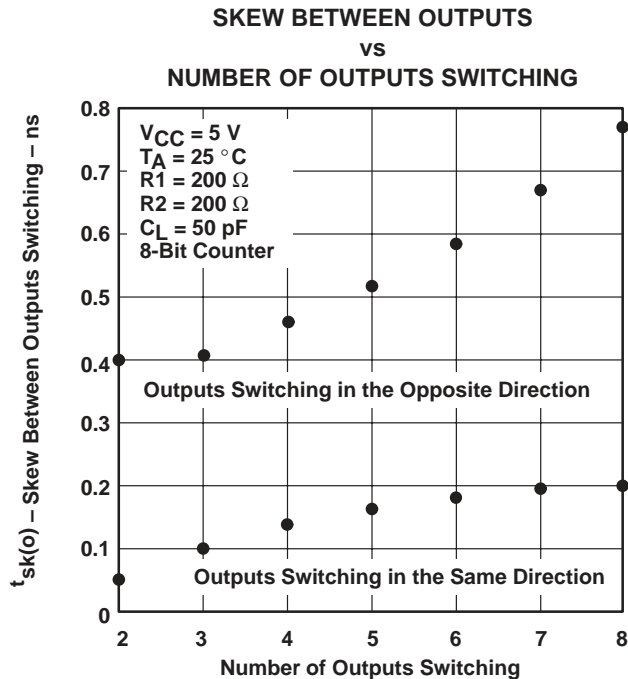 SKEW BETWEEN OUTPUTS
vs
NUMBER OF OUTPUTS SWITCHING
t sk(o) – Skew Between Outputs Switching – ns
0.8
0.7
0.6
0.5
0.4
0.3
0.2
0.1
0
VCC = 5 V
TA = 25 °C
R1 = 200 Ω
R2 = 200 Ω
CL = 50 pF
8-Bit Counter
Outputs Switching in the Opposite Direction
Outputs Switching in the Same Direction
2 3 4 5 6 7 8
Number of Outputs Switching